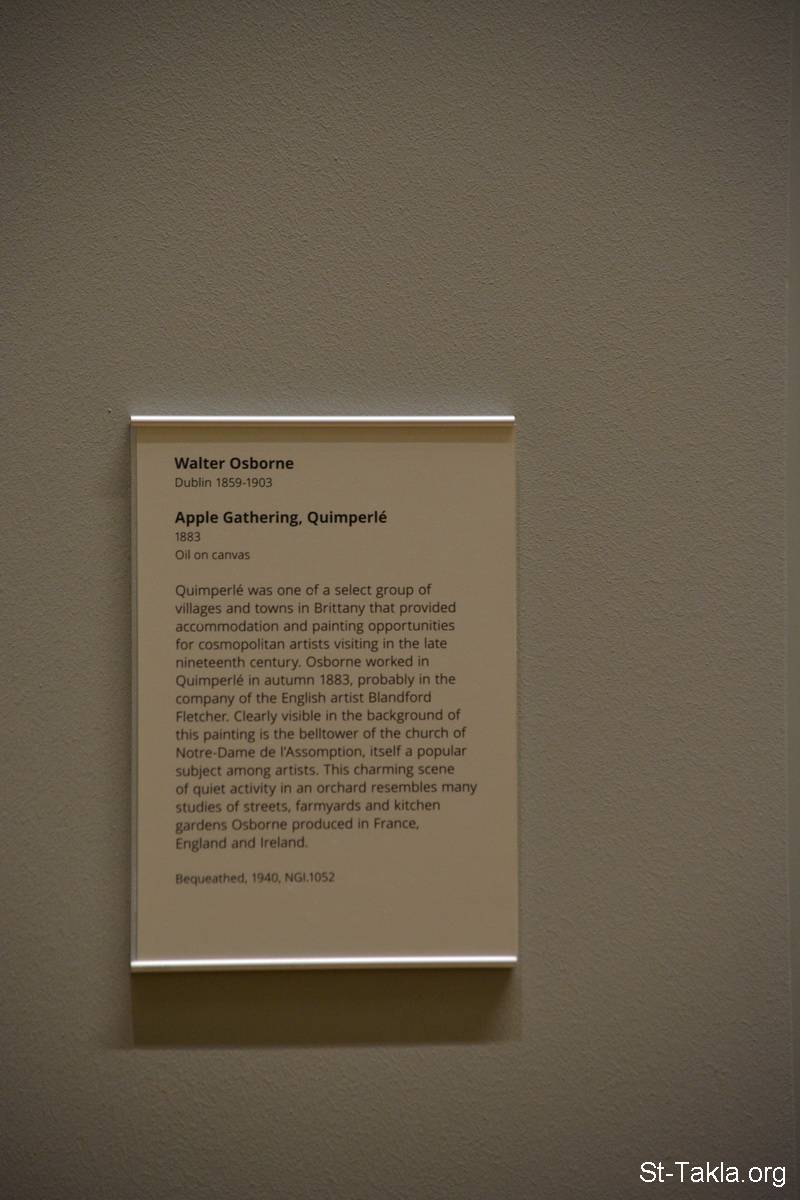 Walter Osborne
Dublin 1859-1903
Apple Gathering, Quimperlé
1883
Oil on canvas
Quimperlé was one of a select group of
villages and towns in Brittany that provided
accommodation and painting opportunities
for cosmopolitan artists visiting in the late
nineteenth century. Osborne worked in
Quimperlé in autumn 1883, probably in the
company of the English artist Blandford
Fletcher. Clearly visible in the background of
this painting is the belltower of the church of
Notre-Dame de l'Assomption, itself a popular
subject among artists. This charming scene
of quiet activity in an orchard resembles many
studies of streets, farmyards and kitchen
gardens Osborne produced in France,
England and Ireland.
Bequeathed, 1940, NGI.1052
St-Takla.org